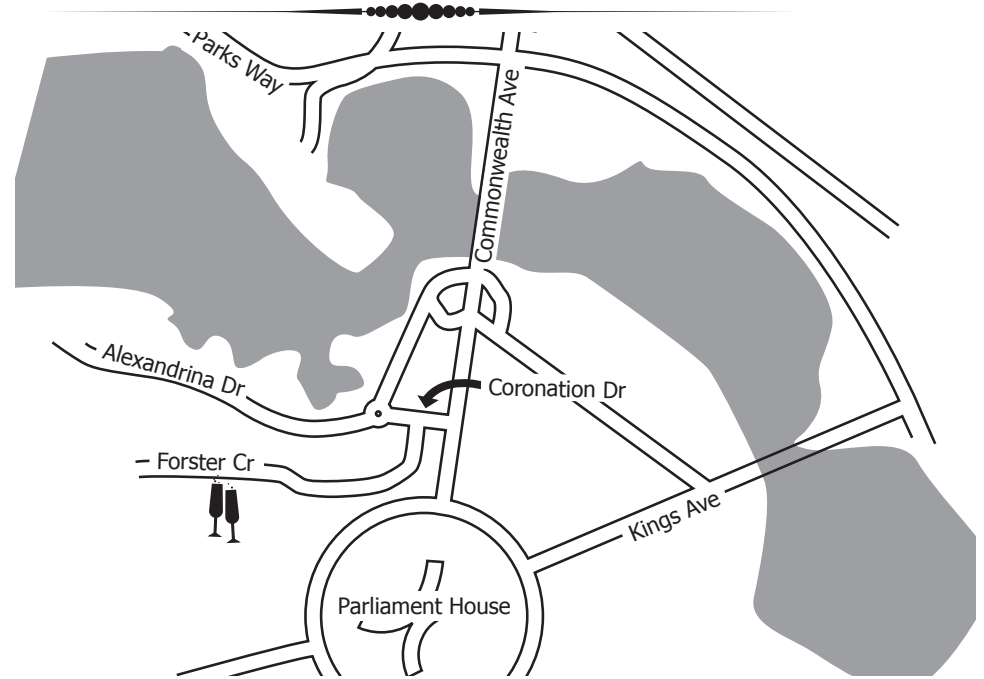 Parks Way
Commonwealth Ave
Alexandrina Dr
Coronation Dr
Forster Cr
Kings Ave
Parliament House